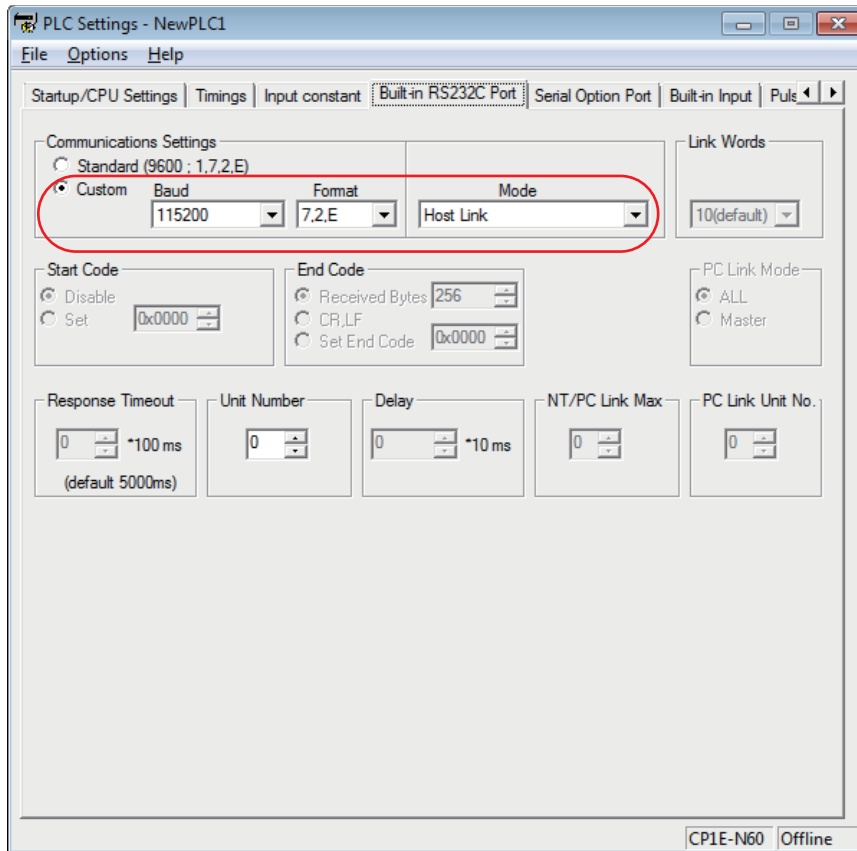 PLC Settings - NewPLC1
File Options Help
Startup/CPU Settings Timings Input constant Built-in RS232C Port Serial Option Port Built-in Input Puls
Communications Settings Link Words
Standard (9600 ; 1,7,2,E)
Custom Baud Format Mode
115200 7,2,E Host Link 10(default)
Start Code End Code PC Link Mode
Disable Received Bytes 256 ALL
Set 0x0000 CR,LF Master
Set End Code 0x0000
Response Timeout Unit Number Delay NT/PC Link Max PC Link Unit No.
0 *100 ms 0 0 *10 ms 0 0
(default 5000ms)
CP1E-N60 Offline